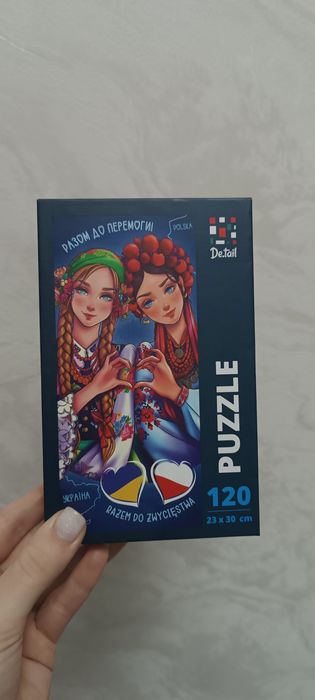 РАЗОМ ДО ПЕРЕМОГИ!
POLSKA
De.tail
PUZZLE
УКРАЇНА
RAZEM DO ZWYCIĘSTWA
120
23 x 30 cm